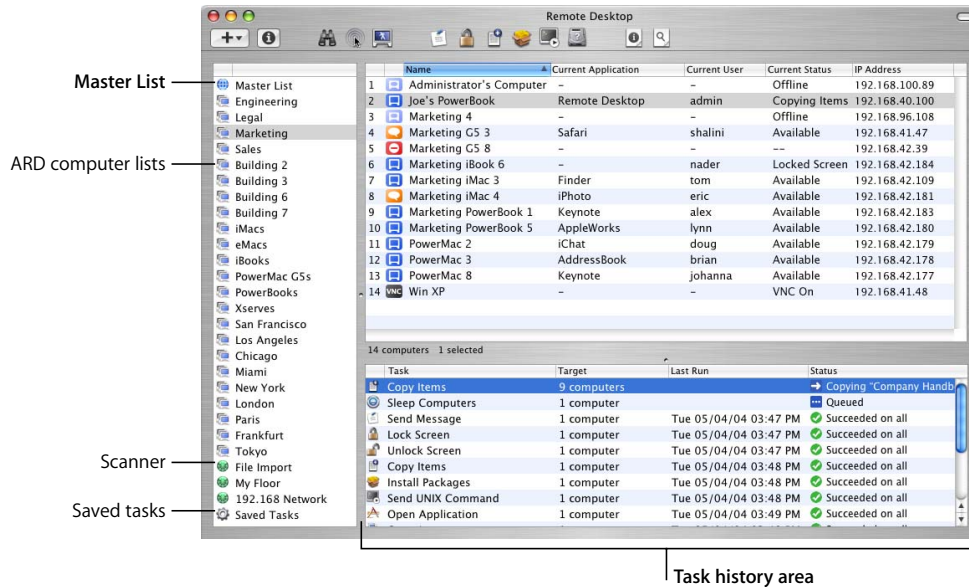 Remote Desktop
Master List
ARD computer lists
Scanner
Saved tasks
Master List
Engineering
Legal
Marketing
Sales
Building 2
Building 3
Building 6
Building 7
iMacs
eMacs
iBooks
PowerMac G5s
PowerBooks
Xserves
San Francisco
Los Angeles
Chicago
Miami
New York
London
Paris
Frankfurt
Tokyo
File Import
My Floor
192.168 Network
Saved Tasks
Name Current Application Current User Current Status IP Address
1 Administrator's Computer – – Offline 192.168.100.89
2 Joe's PowerBook Remote Desktop admin Copying Items 192.168.40.100
3 Marketing 4 – – Offline 192.168.96.108
4 Marketing G5 3 Safari shalini Available 192.168.41.47
5 Marketing G5 8 – – -- 192.168.42.39
6 Marketing iBook 6 – nader Locked Screen 192.168.42.184
7 Marketing iMac 3 Finder tom Available 192.168.42.109
8 Marketing iMac 4 iPhoto eric Available 192.168.42.181
9 Marketing PowerBook 1 Keynote alex Available 192.168.42.183
10 Marketing PowerBook 5 AppleWorks lynn Available 192.168.42.180
11 PowerMac 2 iChat doug Available 192.168.42.179
12 PowerMac 3 AddressBook brian Available 192.168.42.178
13 PowerMac 8 Keynote johanna Available 192.168.42.177
14 VNC Win XP – – VNC On 192.168.41.48
14 computers 1 selected
Task Target Last Run Status
Copy Items 9 computers Copying "Company Handb
Sleep Computers 1 computer Queued
Send Message 1 computer Tue 05/04/04 03:47 PM Succeeded on all
Lock Screen 1 computer Tue 05/04/04 03:47 PM Succeeded on all
Unlock Screen 1 computer Tue 05/04/04 03:47 PM Succeeded on all
Copy Items 1 computer Tue 05/04/04 03:48 PM Succeeded on all
Install Packages 1 computer Tue 05/04/04 03:48 PM Succeeded on all
Send UNIX Command 1 computer Tue 05/04/04 03:48 PM Succeeded on all
Open Application 1 computer Tue 05/04/04 03:49 PM Succeeded on all
Task history area